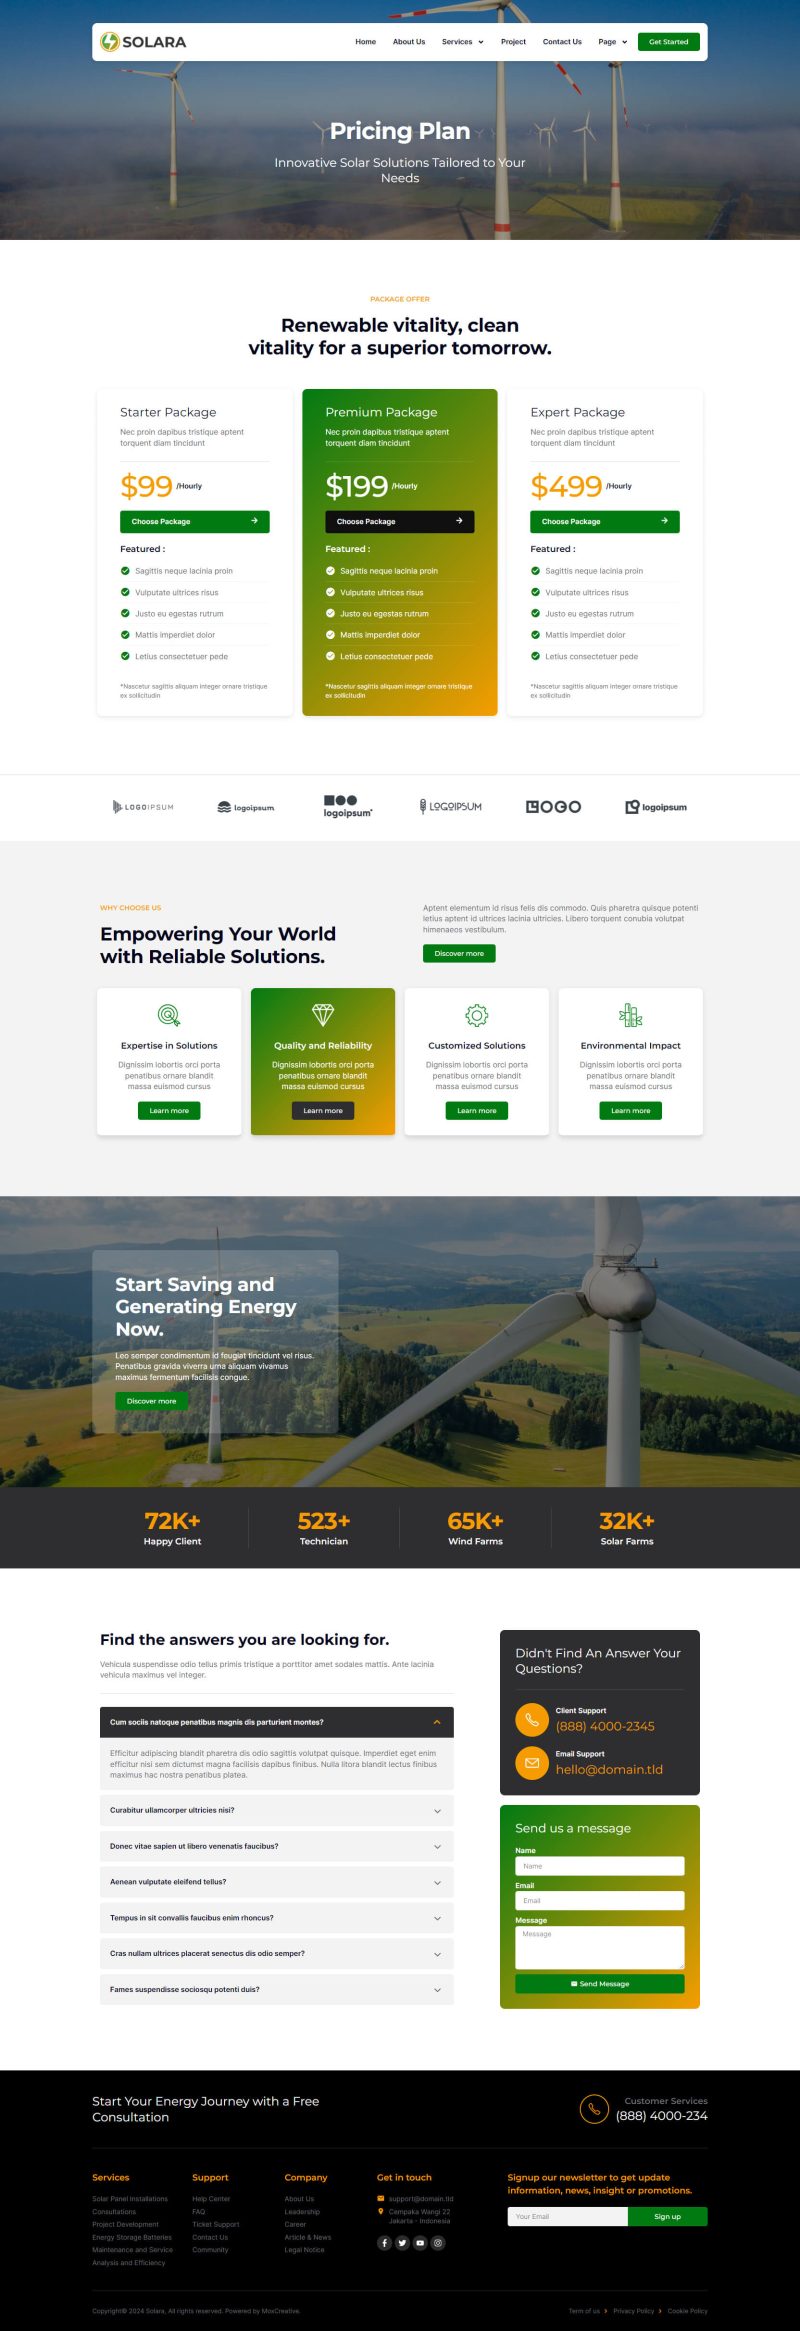 SOLARA
Home About Us Services Project Contact Us Page Get Started
Pricing Plan
Innovative Solar Solutions Tailored to Your
Needs
PACKAGE OFFER
Renewable vitality, clean
vitality for a superior tomorrow.
Starter Package
Nec proin dapibus tristique aptent
torquent diam tincidunt
$99 /Hourly
Choose Package
Featured :
Sagittis neque lacinia proin
Vulputate ultrices risus
Justo eu egestas rutrum
Mattis imperdiet dolor
Letius consectetuer pede
*Nascetur sagittis aliquam integer ornare tristique
ex sollicitudin
Premium Package
Nec proin dapibus tristique aptent
torquent diam tincidunt
$199 /Hourly
Choose Package
Featured :
Sagittis neque lacinia proin
Vulputate ultrices risus
Justo eu egestas rutrum
Mattis imperdiet dolor
Letius consectetuer pede
*Nascetur sagittis aliquam integer ornare tristique
ex sollicitudin
Expert Package
Nec proin dapibus tristique aptent
torquent diam tincidunt
$499 /Hourly
Choose Package
Featured :
Sagittis neque lacinia proin
Vulputate ultrices risus
Justo eu egestas rutrum
Mattis imperdiet dolor
Letius consectetuer pede
*Nascetur sagittis aliquam integer ornare tristique
ex sollicitudin
LOGOIPSUM logoipsum logoipsum LOGOIPSUM LOGO logoipsum
WHY CHOOSE US
Empowering Your World
with Reliable Solutions.
Aptent elementum id risus felis dis commodo. Quis pharetra quisque potenti
letius aptent id ultrices lacinia ultricies. Libero torquent conubia volutpat
himenaeos vestibulum.
Discover more
Expertise in Solutions
Dignissim lobortis orci porta
penatibus ornare blandit
massa euismod cursus
Learn more
Quality and Reliability
Dignissim lobortis orci porta
penatibus ornare blandit
massa euismod cursus
Learn more
Customized Solutions
Dignissim lobortis orci porta
penatibus ornare blandit
massa euismod cursus
Learn more
Environmental Impact
Dignissim lobortis orci porta
penatibus ornare blandit
massa euismod cursus
Learn more
Start Saving and
Generating Energy
Now.
Leo semper condimentum id feugiat tincidunt vel risus.
Penatibus gravida viverra urna aliquam vivamus
maximus fermentum facilisis congue.
Discover more
72K+
Happy Client
523+
Technician
65K+
Wind Farms
32K+
Solar Farms
Find the answers you are looking for.
Vehicula suspendisse odio tellus primis tristique a porttitor amet sodales mattis. Ante lacinia
vehicula maximus vel integer.
Cum sociis natoque penatibus magnis dis parturient montes?
Efficitur adipiscing blandit pharetra dis odio sagittis volutpat quisque. Imperdiet eget enim
efficitur nisi sem dictumst magna facilisis dapibus finibus. Nulla litora blandit lectus finibus
maximus hac nostra penatibus platea.
Curabitur ullamcorper ultricies nisi?
Donec vitae sapien ut libero venenatis faucibus?
Aenean vulputate eleifend tellus?
Tempus in sit convallis faucibus enim rhoncus?
Cras nullam ultrices placerat senectus dis odio semper?
Fames suspendisse sociosqu potenti duis?
Didn't Find An Answer Your
Questions?
Client Support
(888) 4000-2345
Email Support
hello@domain.tld
Send us a message
Name
Name
Email
Email
Message
Message
Send Message
Start Your Energy Journey with a Free
Consultation
Customer Services
(888) 4000-234
Services
Solar Panel Installations
Consultations
Project Development
Energy Storage Batteries
Maintenance and Service
Analysis and Efficiency
Support
Help Center
FAQ
Ticket Support
Contact Us
Community
Company
About Us
Leadership
Career
Article & News
Legal Notice
Get in touch
support@domain.tld
Cempaka Wangi 22
Jakarta - Indonesia
Signup our newsletter to get update
information, news, insight or promotions.
Your Email
Sign up
Copyright© 2024 Solara, All rights reserved. Powered by MoxCreative.
Term of us Privacy Policy Cookie Policy